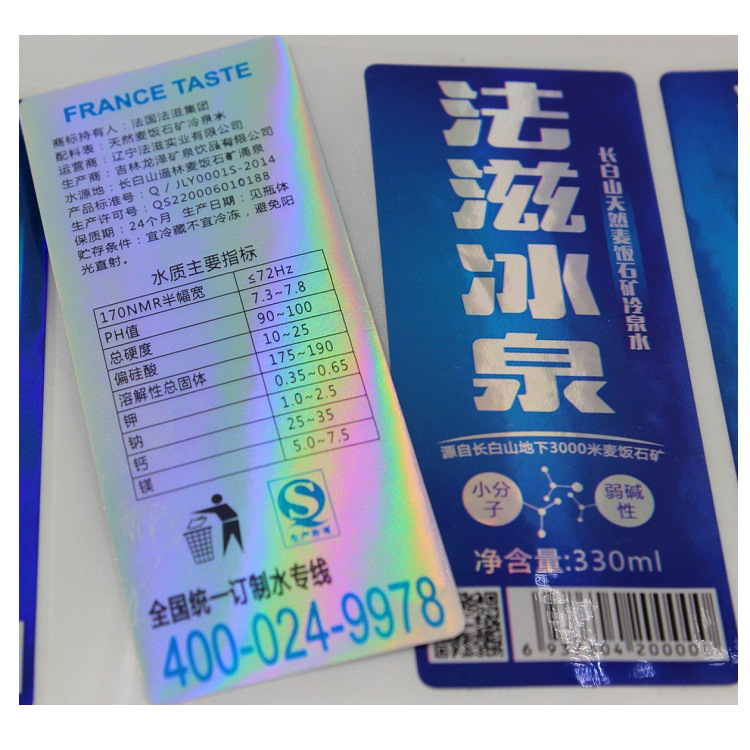 FRANCE TASTE
商标持有人：法国法滋集团
配料表：天然麦饭石矿冷泉水
运营商：辽宁法滋实业有限公司
生产商：吉林龙泽矿泉饮品有限公司
水源地：长白山遥林麦饭石矿涌泉
产品标准号：Q／JLY0001S-2014
生产许可号：QS220006010188
保质期：24个月 生产日期：见瓶体
贮存条件：宜冷藏不宜冷冻，避免阳
光直射。
水质主要指标
170NMR半幅宽 ≤72Hz
PH值 7.3~7.8
总硬度 90~100
偏硅酸 10~25
溶解性总固体 175~190
钾 0.35~0.65
钠 1.0~2.5
钙 25~35
镁 5.0~7.5
生产许可
全国统一订制水专线
400-024-9978
法滋冰泉
长白山天然麦饭石矿冷泉水
源自长白山地下3000米麦饭石矿
小分
子
弱碱
性
净含量:330ml